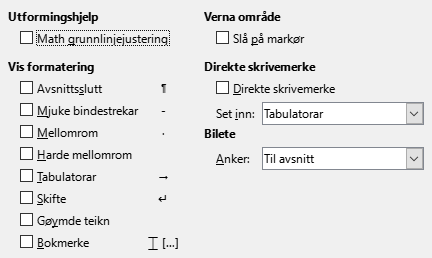 Utformingshjelp
Math grunnlinjejustering
Vis formatering
Avsnittsslutt ¶
Mjuke bindestrekar -
Mellomrom ·
Harde mellomrom
Tabulatorar →
Skifte ↵
Gøymde teikn
Bokmerke [...]
Verna område
Slå på markør
Direkte skrivemerke
Direkte skrivemerke
Set inn: Tabulatorar
Bilete
Anker: Til avsnitt